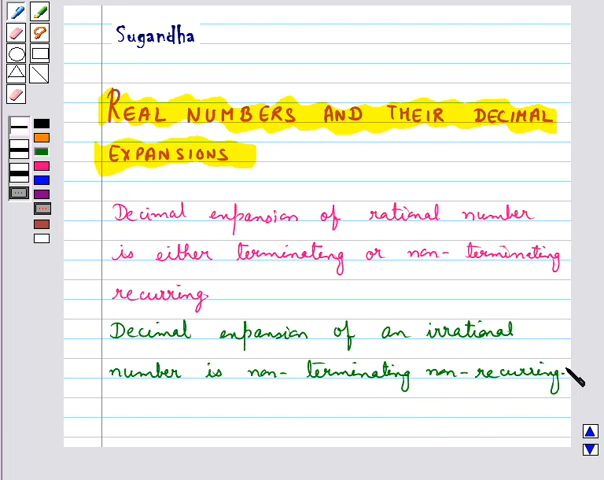 Sugandha
REAL NUMBERS AND THEIR DECIMAL
EXPANSIONS
Decimal expansion of rational number
is either terminating or non-terminating
recurring.
Decimal expansion of an irrational
number is non-terminating non-recurring.